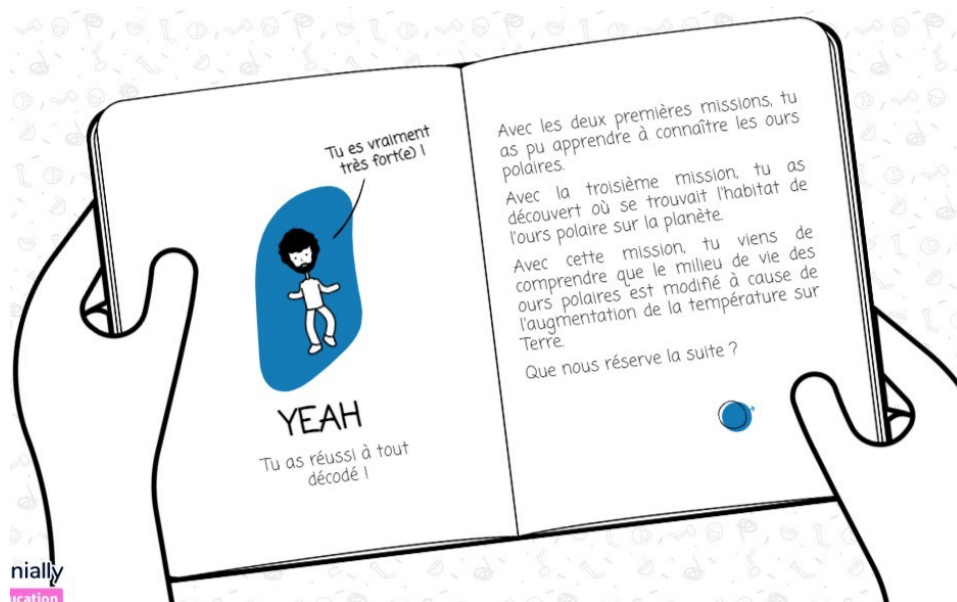 Tu es vraiment
très fort(e) !
YEAH
Tu as réussi à tout
décodé !
Avec les deux premières missions, tu
as pu apprendre à connaître les ours
polaires.
Avec la troisième mission, tu as
découvert où se trouvait l'habitat de
l'ours polaire sur la planète.
Avec cette mission, tu viens de
comprendre que le milieu de vie des
ours polaires est modifié à cause de
l'augmentation de la température sur
Terre.
Que nous réserve la suite ?
nially
ucation